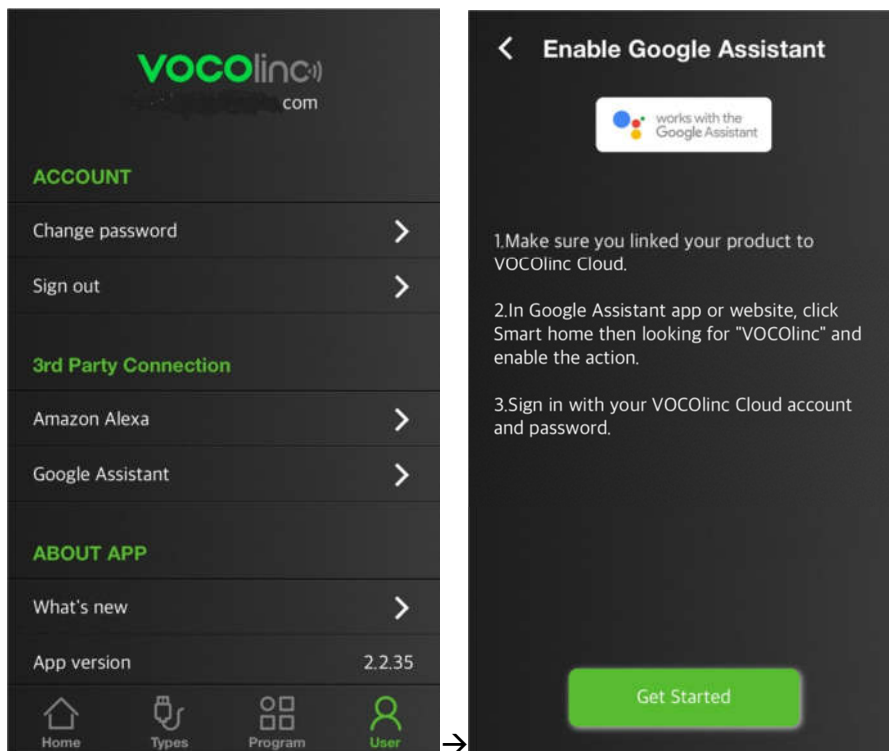 VOCOlinc
com
ACCOUNT
Change password
Sign out
3rd Party Connection
Amazon Alexa
Google Assistant
ABOUT APP
What's new
App version 2.2.35
Home Types Program User
→
Enable Google Assistant
works with the
Google Assistant
1.Make sure you linked your product to
VOCOlinc Cloud.
2.In Google Assistant app or website, click
Smart home then looking for "VOCOlinc" and
enable the action.
3.Sign in with your VOCOlinc Cloud account
and password.
Get Started